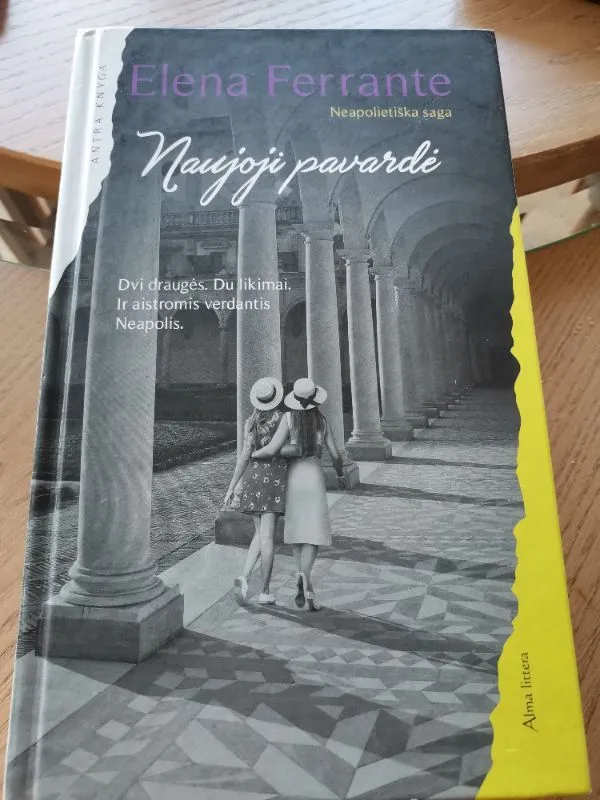 ANTRA KNYGA
Elena Ferrante
Neapolietiška saga
Naujoji pavardė
Dvi draugės. Du likimai.
Ir aistromis verdantis
Neapolis.
Alma littera